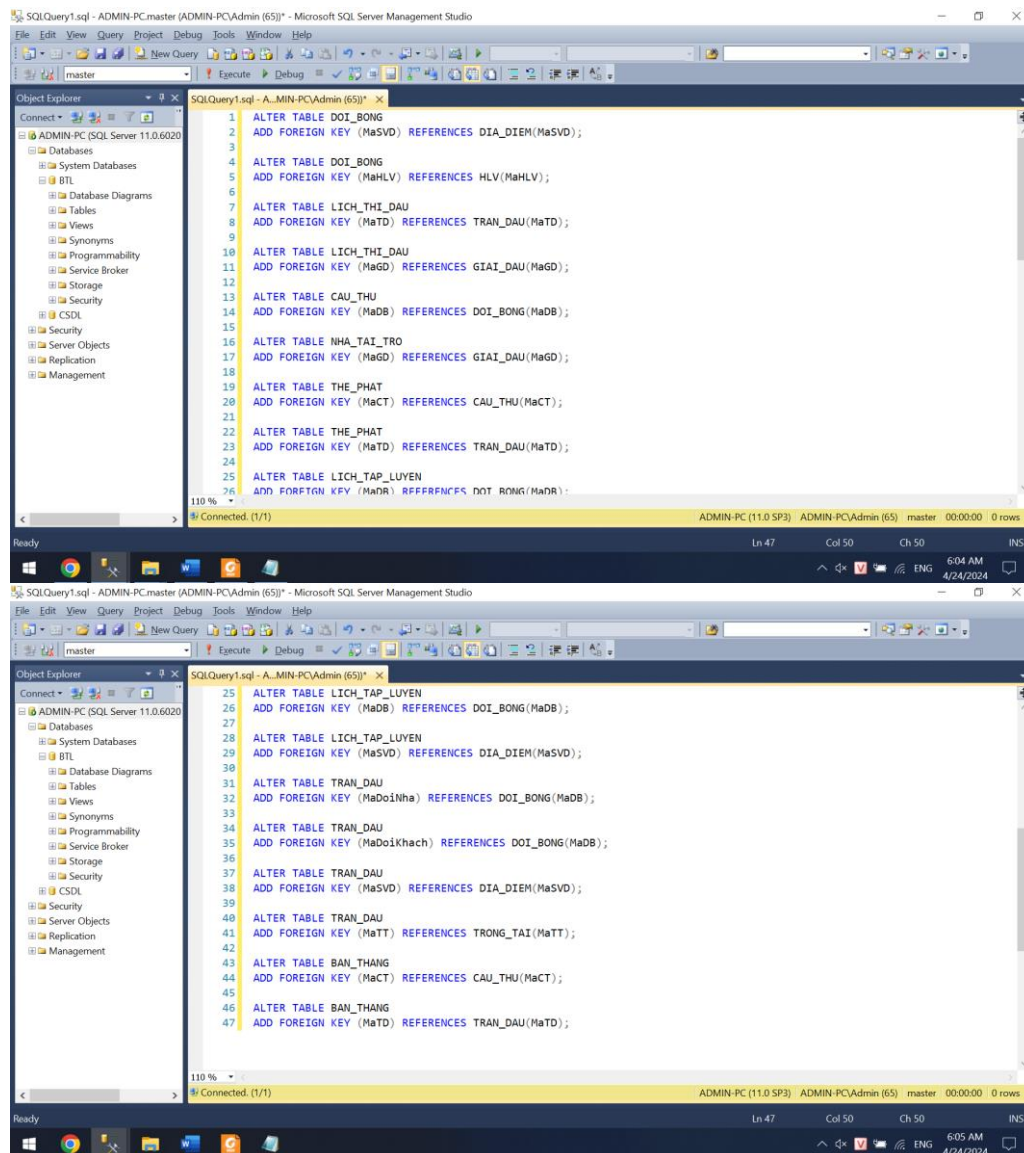 SQLQuery1.sql - ADMIN-PC.master (ADMIN-PC\Admin (65))* - Microsoft SQL Server Management Studio
File Edit View Query Project Debug Tools Window Help
New Query
master Execute Debug
Object Explorer
SQLQuery1.sql - A...MIN-PC\Admin (65))*
Connect
ADMIN-PC (SQL Server 11.0.6020
Databases
System Databases
BTL
Database Diagrams
Tables
Views
Synonyms
Programmability
Service Broker
Storage
Security
CSDL
Security
Server Objects
Replication
Management
1 ALTER TABLE DOI_BONG
2 ADD FOREIGN KEY (MaSVD) REFERENCES DIA_DIEM(MaSVD);
3
4 ALTER TABLE DOI_BONG
5 ADD FOREIGN KEY (MaHLV) REFERENCES HLV(MaHLV);
6
7 ALTER TABLE LICH_THI_DAU
8 ADD FOREIGN KEY (MaTD) REFERENCES TRAN_DAU(MaTD);
9
10 ALTER TABLE LICH_THI_DAU
11 ADD FOREIGN KEY (MaGD) REFERENCES GIAI_DAU(MaGD);
12
13 ALTER TABLE CAU_THU
14 ADD FOREIGN KEY (MaDB) REFERENCES DOI_BONG(MaDB);
15
16 ALTER TABLE NHA_TAI_TRO
17 ADD FOREIGN KEY (MaGD) REFERENCES GIAI_DAU(MaGD);
18
19 ALTER TABLE THE_PHAT
20 ADD FOREIGN KEY (MaCT) REFERENCES CAU_THU(MaCT);
21
22 ALTER TABLE THE_PHAT
23 ADD FOREIGN KEY (MaTD) REFERENCES TRAN_DAU(MaTD);
24
25 ALTER TABLE LICH_TAP_LUYEN
26 ADD FOREIGN KEY (MaDB) REFERENCES DOI_BONG(MaDB);
110 %
Connected. (1/1) ADMIN-PC (11.0 SP3) ADMIN-PC\Admin (65) master 00:00:00 0 rows
Ready Ln 47 Col 50 Ch 50 INS
ENG 6:04 AM
4/24/2024
SQLQuery1.sql - ADMIN-PC.master (ADMIN-PC\Admin (65))* - Microsoft SQL Server Management Studio
File Edit View Query Project Debug Tools Window Help
New Query
master Execute Debug
Object Explorer
SQLQuery1.sql - A...MIN-PC\Admin (65))*
Connect
ADMIN-PC (SQL Server 11.0.6020
Databases
System Databases
BTL
Database Diagrams
Tables
Views
Synonyms
Programmability
Service Broker
Storage
Security
CSDL
Security
Server Objects
Replication
Management
25 ALTER TABLE LICH_TAP_LUYEN
26 ADD FOREIGN KEY (MaDB) REFERENCES DOI_BONG(MaDB);
27
28 ALTER TABLE LICH_TAP_LUYEN
29 ADD FOREIGN KEY (MaSVD) REFERENCES DIA_DIEM(MaSVD);
30
31 ALTER TABLE TRAN_DAU
32 ADD FOREIGN KEY (MaDoiNha) REFERENCES DOI_BONG(MaDB);
33
34 ALTER TABLE TRAN_DAU
35 ADD FOREIGN KEY (MaDoiKhach) REFERENCES DOI_BONG(MaDB);
36
37 ALTER TABLE TRAN_DAU
38 ADD FOREIGN KEY (MaSVD) REFERENCES DIA_DIEM(MaSVD);
39
40 ALTER TABLE TRAN_DAU
41 ADD FOREIGN KEY (MaTT) REFERENCES TRONG_TAI(MaTT);
42
43 ALTER TABLE BAN_THANG
44 ADD FOREIGN KEY (MaCT) REFERENCES CAU_THU(MaCT);
45
46 ALTER TABLE BAN_THANG
47 ADD FOREIGN KEY (MaTD) REFERENCES TRAN_DAU(MaTD);
110 %
Connected. (1/1) ADMIN-PC (11.0 SP3) ADMIN-PC\Admin (65) master 00:00:00 0 rows
Ready Ln 47 Col 50 Ch 50 INS
ENG 6:05 AM
4/24/2024